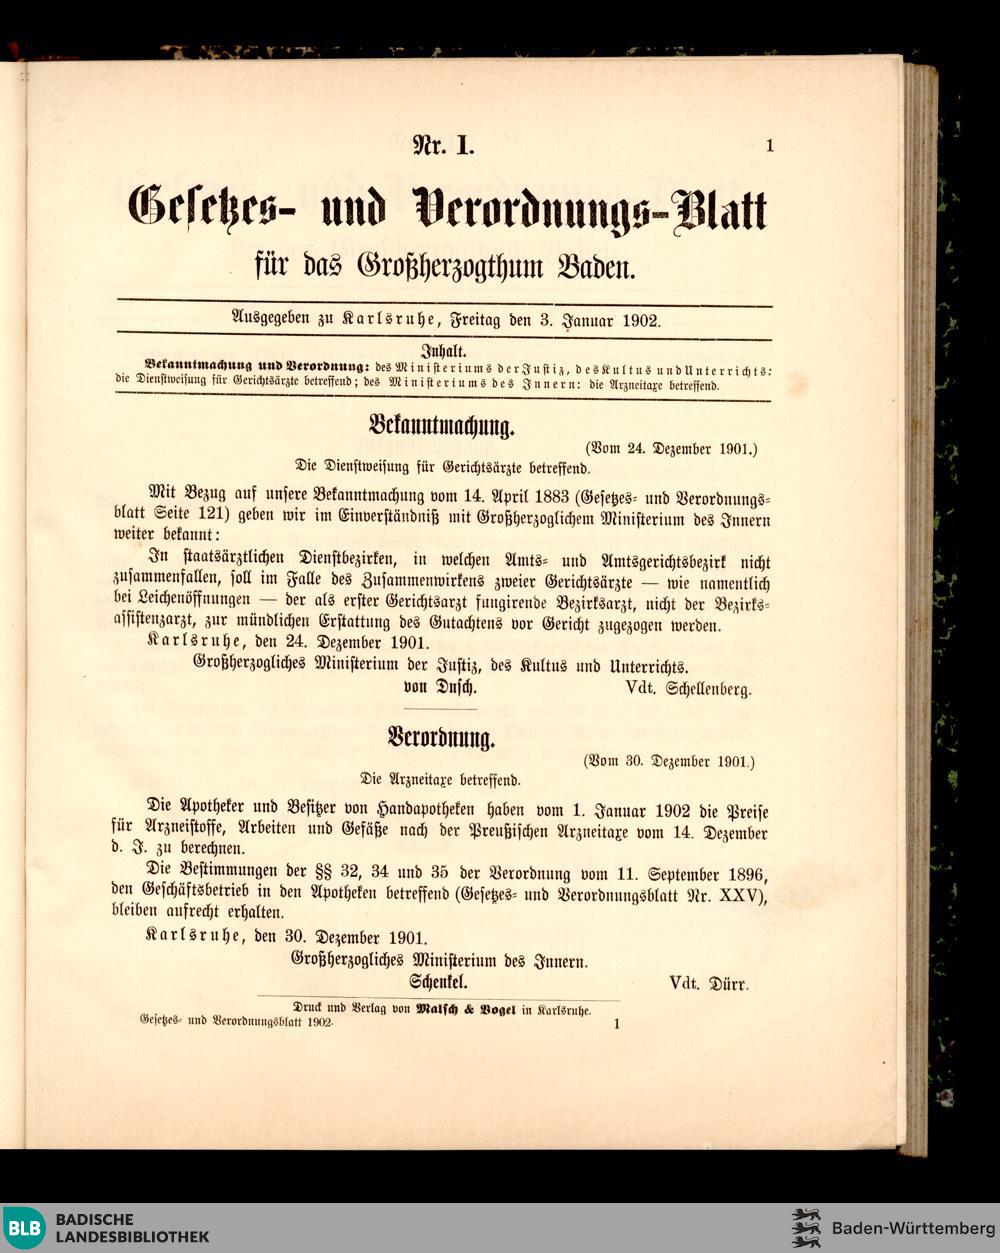 Nr. I.
1
Gesetzes- und Verordnungs-Blatt
für das Großherzogthum Baden.
Ausgegeben zu Karlsruhe, Freitag den 3. Januar 1902.
Inhalt.
Bekanntmachung und Verordnung: des Ministeriums der Justiz, des Kultus und Unterrichts:
die Dienstweisung für Gerichtsärzte betreffend; des Ministeriums des Innern: die Arzneitaxe betreffend.
Bekanntmachung.
(Vom 24. Dezember 1901.)
Die Dienstweisung für Gerichtsärzte betreffend.
Mit Bezug auf unsere Bekanntmachung vom 14. April 1883 (Gesetzes- und Verordnungs-
blatt Seite 121) geben wir im Einverständniß mit Großherzoglichem Ministerium des Innern
weiter bekannt:
In staatsärztlichen Dienstbezirken, in welchen Amts- und Amtsgerichtsbezirk nicht
zusammenfallen, soll im Falle des Zusammenwirkens zweier Gerichtsärzte — wie namentlich
bei Leichenöffnungen — der als erster Gerichtsarzt fungirende Bezirksarzt, nicht der Bezirks-
assistenzarzt, zur mündlichen Erstattung des Gutachtens vor Gericht zugezogen werden.
Karlsruhe, den 24. Dezember 1901.
Großherzogliches Ministerium der Justiz, des Kultus und Unterrichts.
von Dusch.
Vdt. Schellenberg.
Verordnung.
(Vom 30. Dezember 1901.)
Die Arzneitaxe betreffend.
Die Apotheker und Besitzer von Handapotheken haben vom 1. Januar 1902 die Preise
für Arzneistoffe, Arbeiten und Gefäße nach der Preußischen Arzneitaxe vom 14. Dezember
d. J. zu berechnen.
Die Bestimmungen der §§ 32, 34 und 35 der Verordnung vom 11. September 1896,
den Geschäftsbetrieb in den Apotheken betreffend (Gesetzes- und Verordnungsblatt Nr. XXV),
bleiben aufrecht erhalten.
Karlsruhe, den 30. Dezember 1901.
Großherzogliches Ministerium des Innern.
Schenkel.
Vdt. Dürr.
Druck und Verlag von Malsch & Vogel in Karlsruhe.
Gesetzes- und Verordnungsblatt 1902.
1
BLB
BADISCHE
LANDESBIBLIOTHEK
Baden-Württemberg